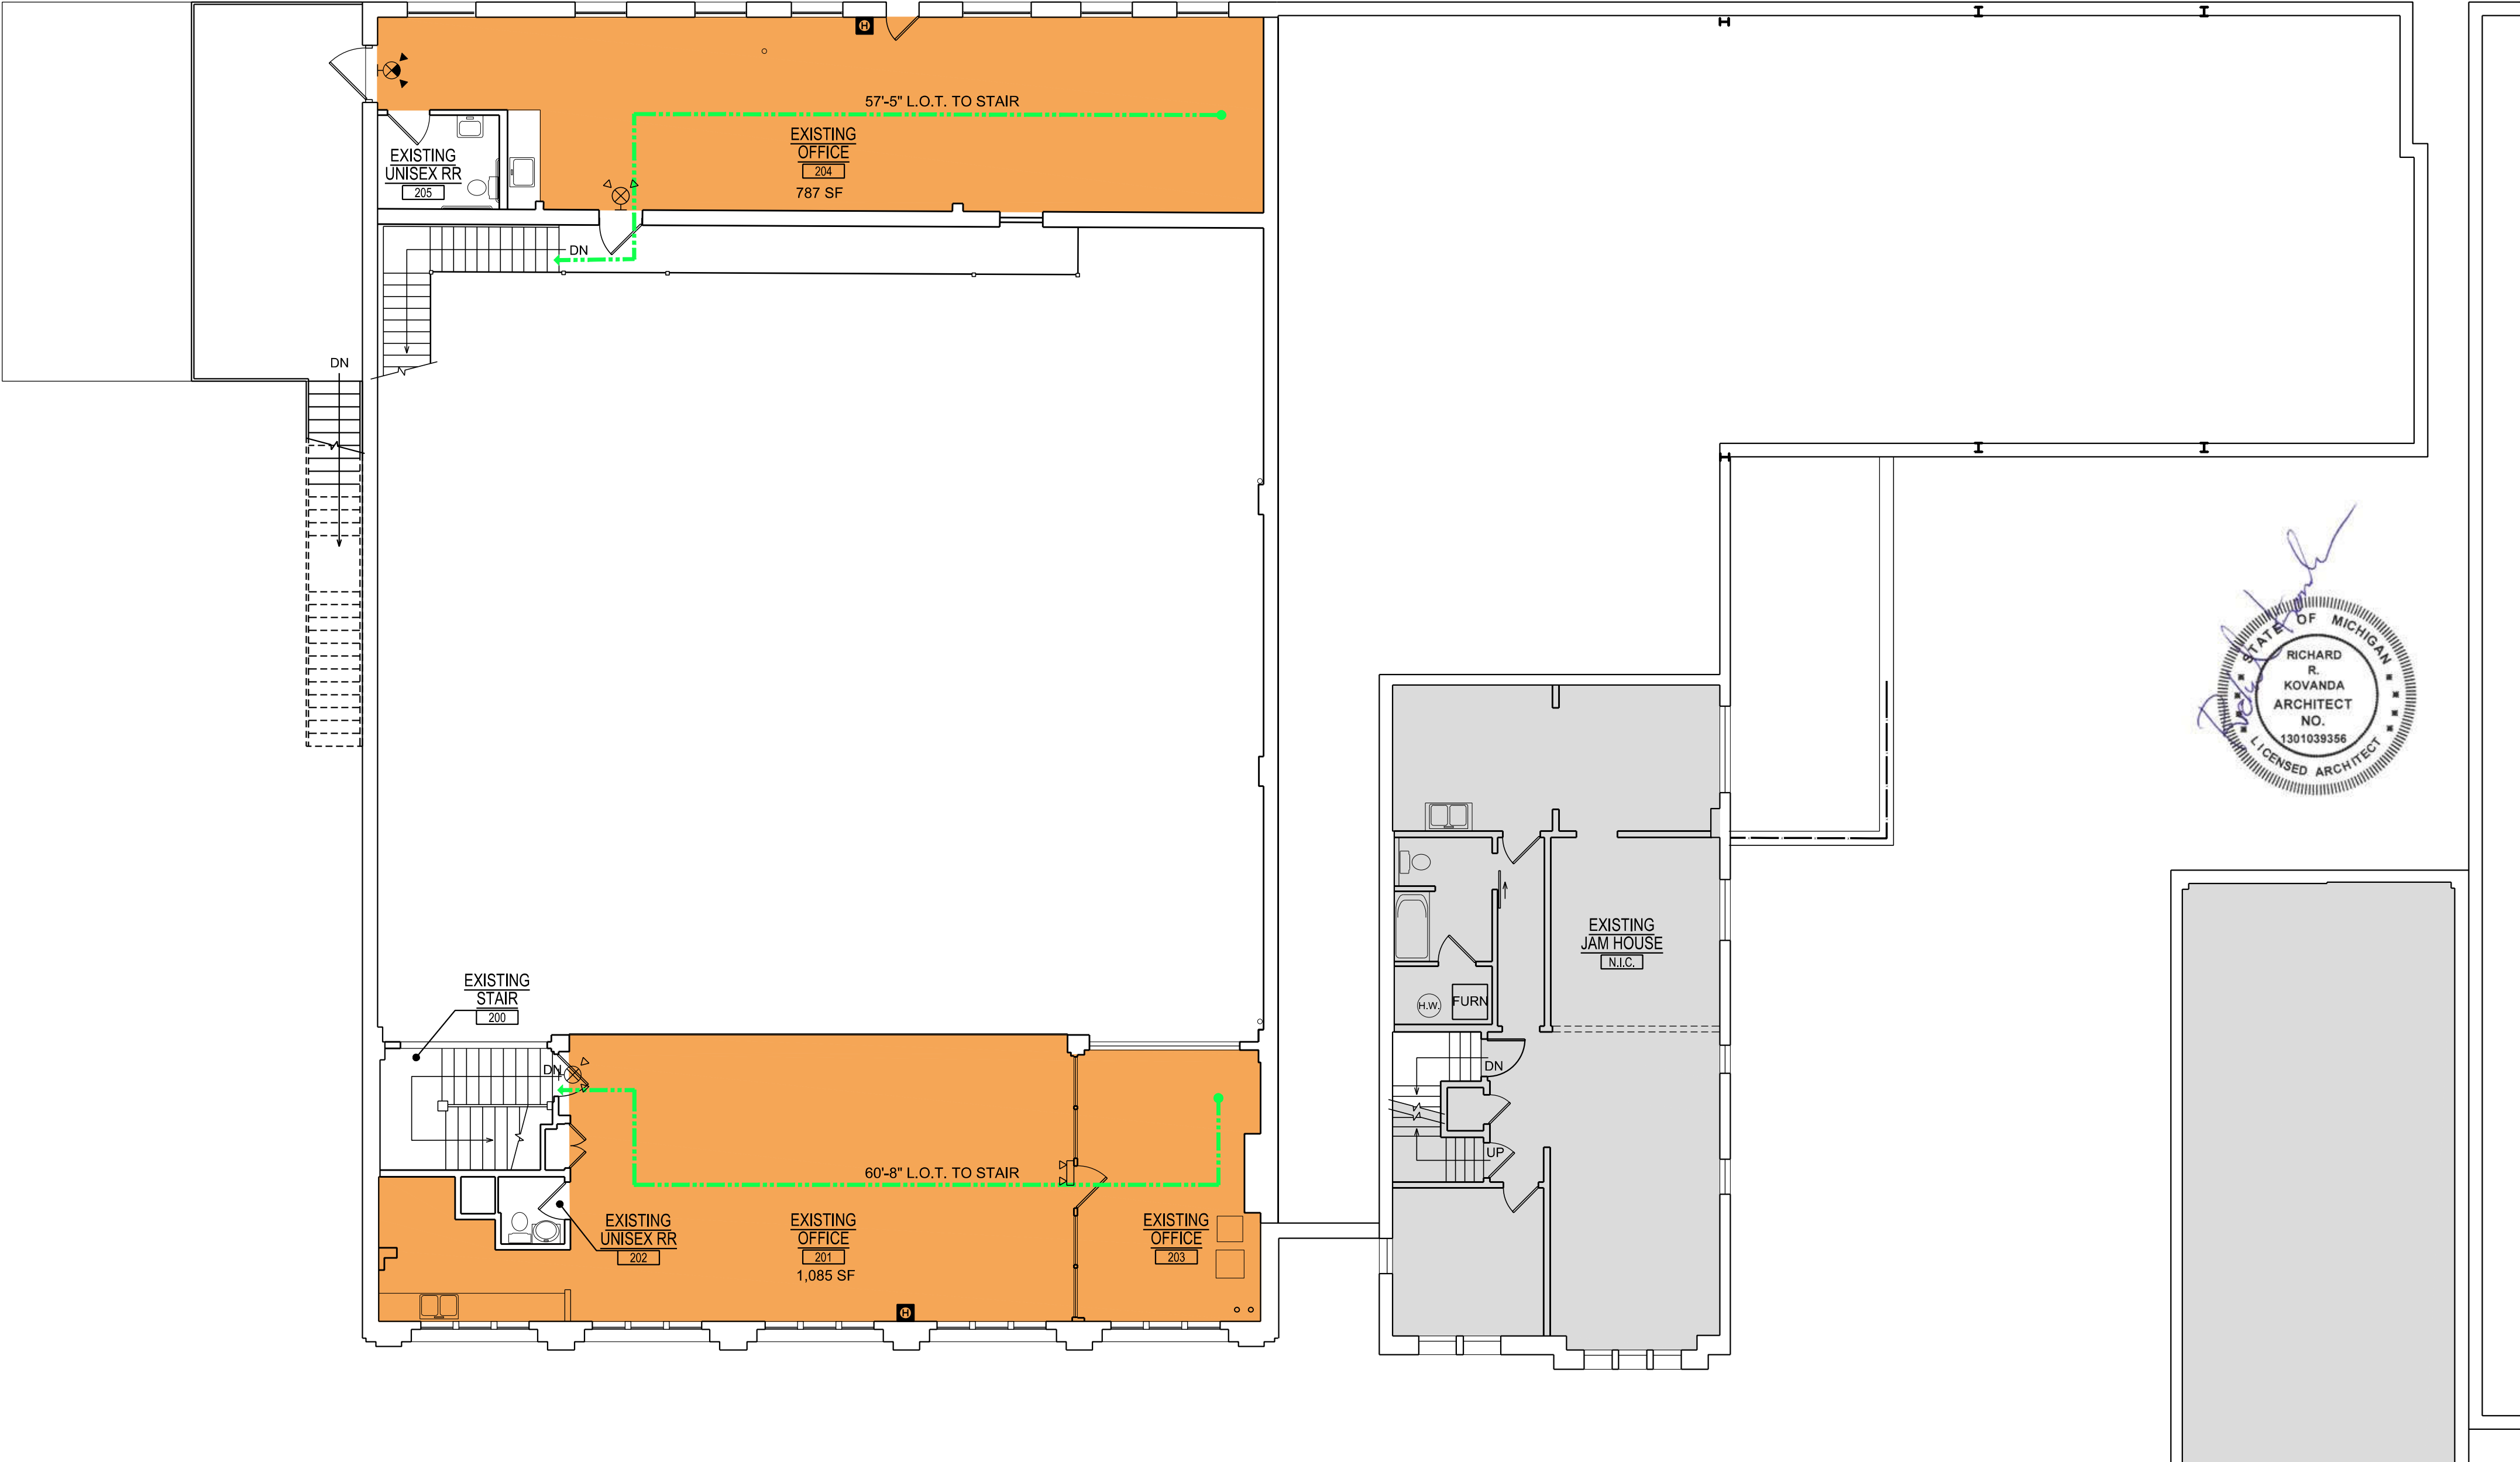 57'-5" L.O.T. TO STAIR
EXISTING
OFFICE
204
787 SF
EXISTING
UNISEX RR
205
H
DN
DN
EXISTING
STAIR
200
DN
60'-8" L.O.T. TO STAIR
EXISTING
UNISEX RR
202
EXISTING
OFFICE
201
1,085 SF
EXISTING
OFFICE
203
H
EXISTING
JAM HOUSE
N.I.C.
H.W.
FURN
DN
UP
STATE OF MICHIGAN
RICHARD
R.
KOVANDA
ARCHITECT
NO.
1301039356
LICENSED ARCHITECT